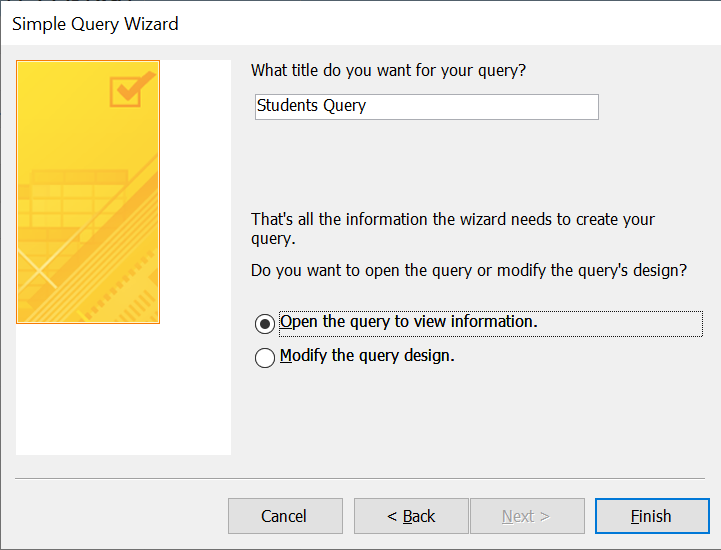 Simple Query Wizard
What title do you want for your query?
Students Query
That's all the information the wizard needs to create your
query.
Do you want to open the query or modify the query's design?
Open the query to view information.
Modify the query design.
Cancel
< Back
Next >
Finish